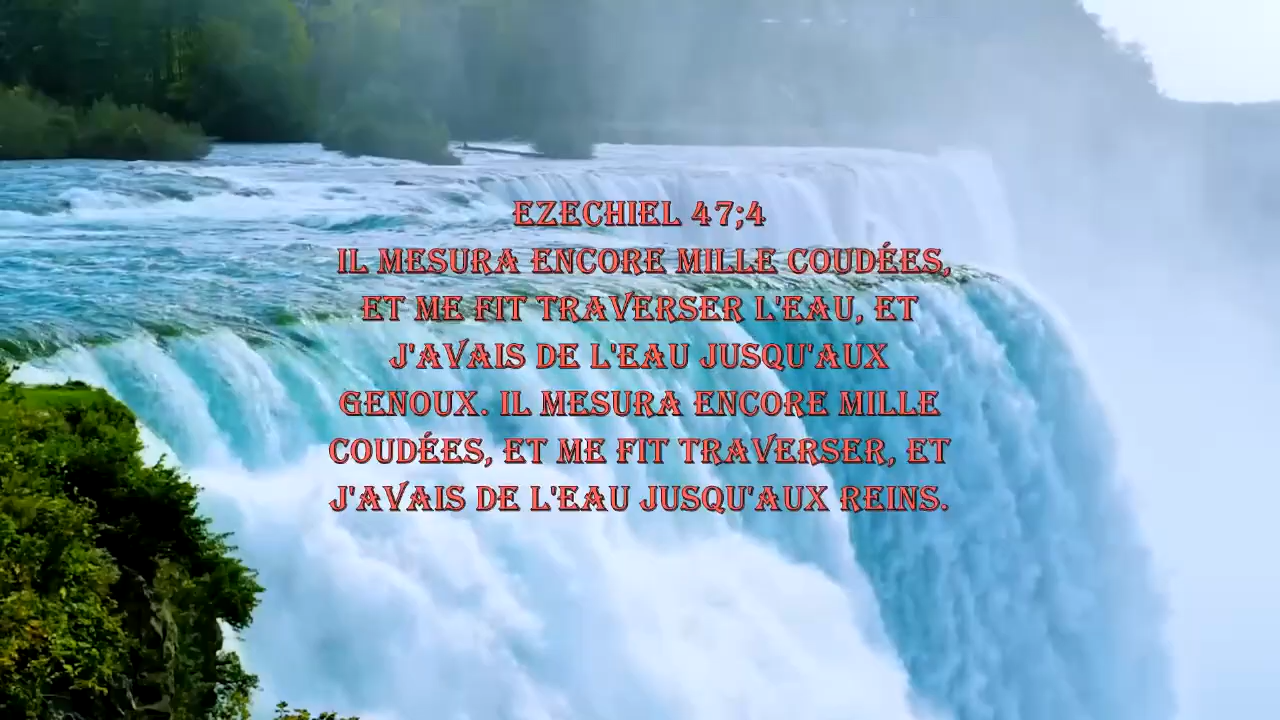 EZECHIEL 47;4
IL MESURA ENCORE MILLE COUDÉES,
ET ME FIT TRAVERSER L'EAU, ET
J'AVAIS DE L'EAU JUSQU'AUX
GENOUX. IL MESURA ENCORE MILLE
COUDÉES, ET ME FIT TRAVERSER, ET
J'AVAIS DE L'EAU JUSQU'AUX REINS.